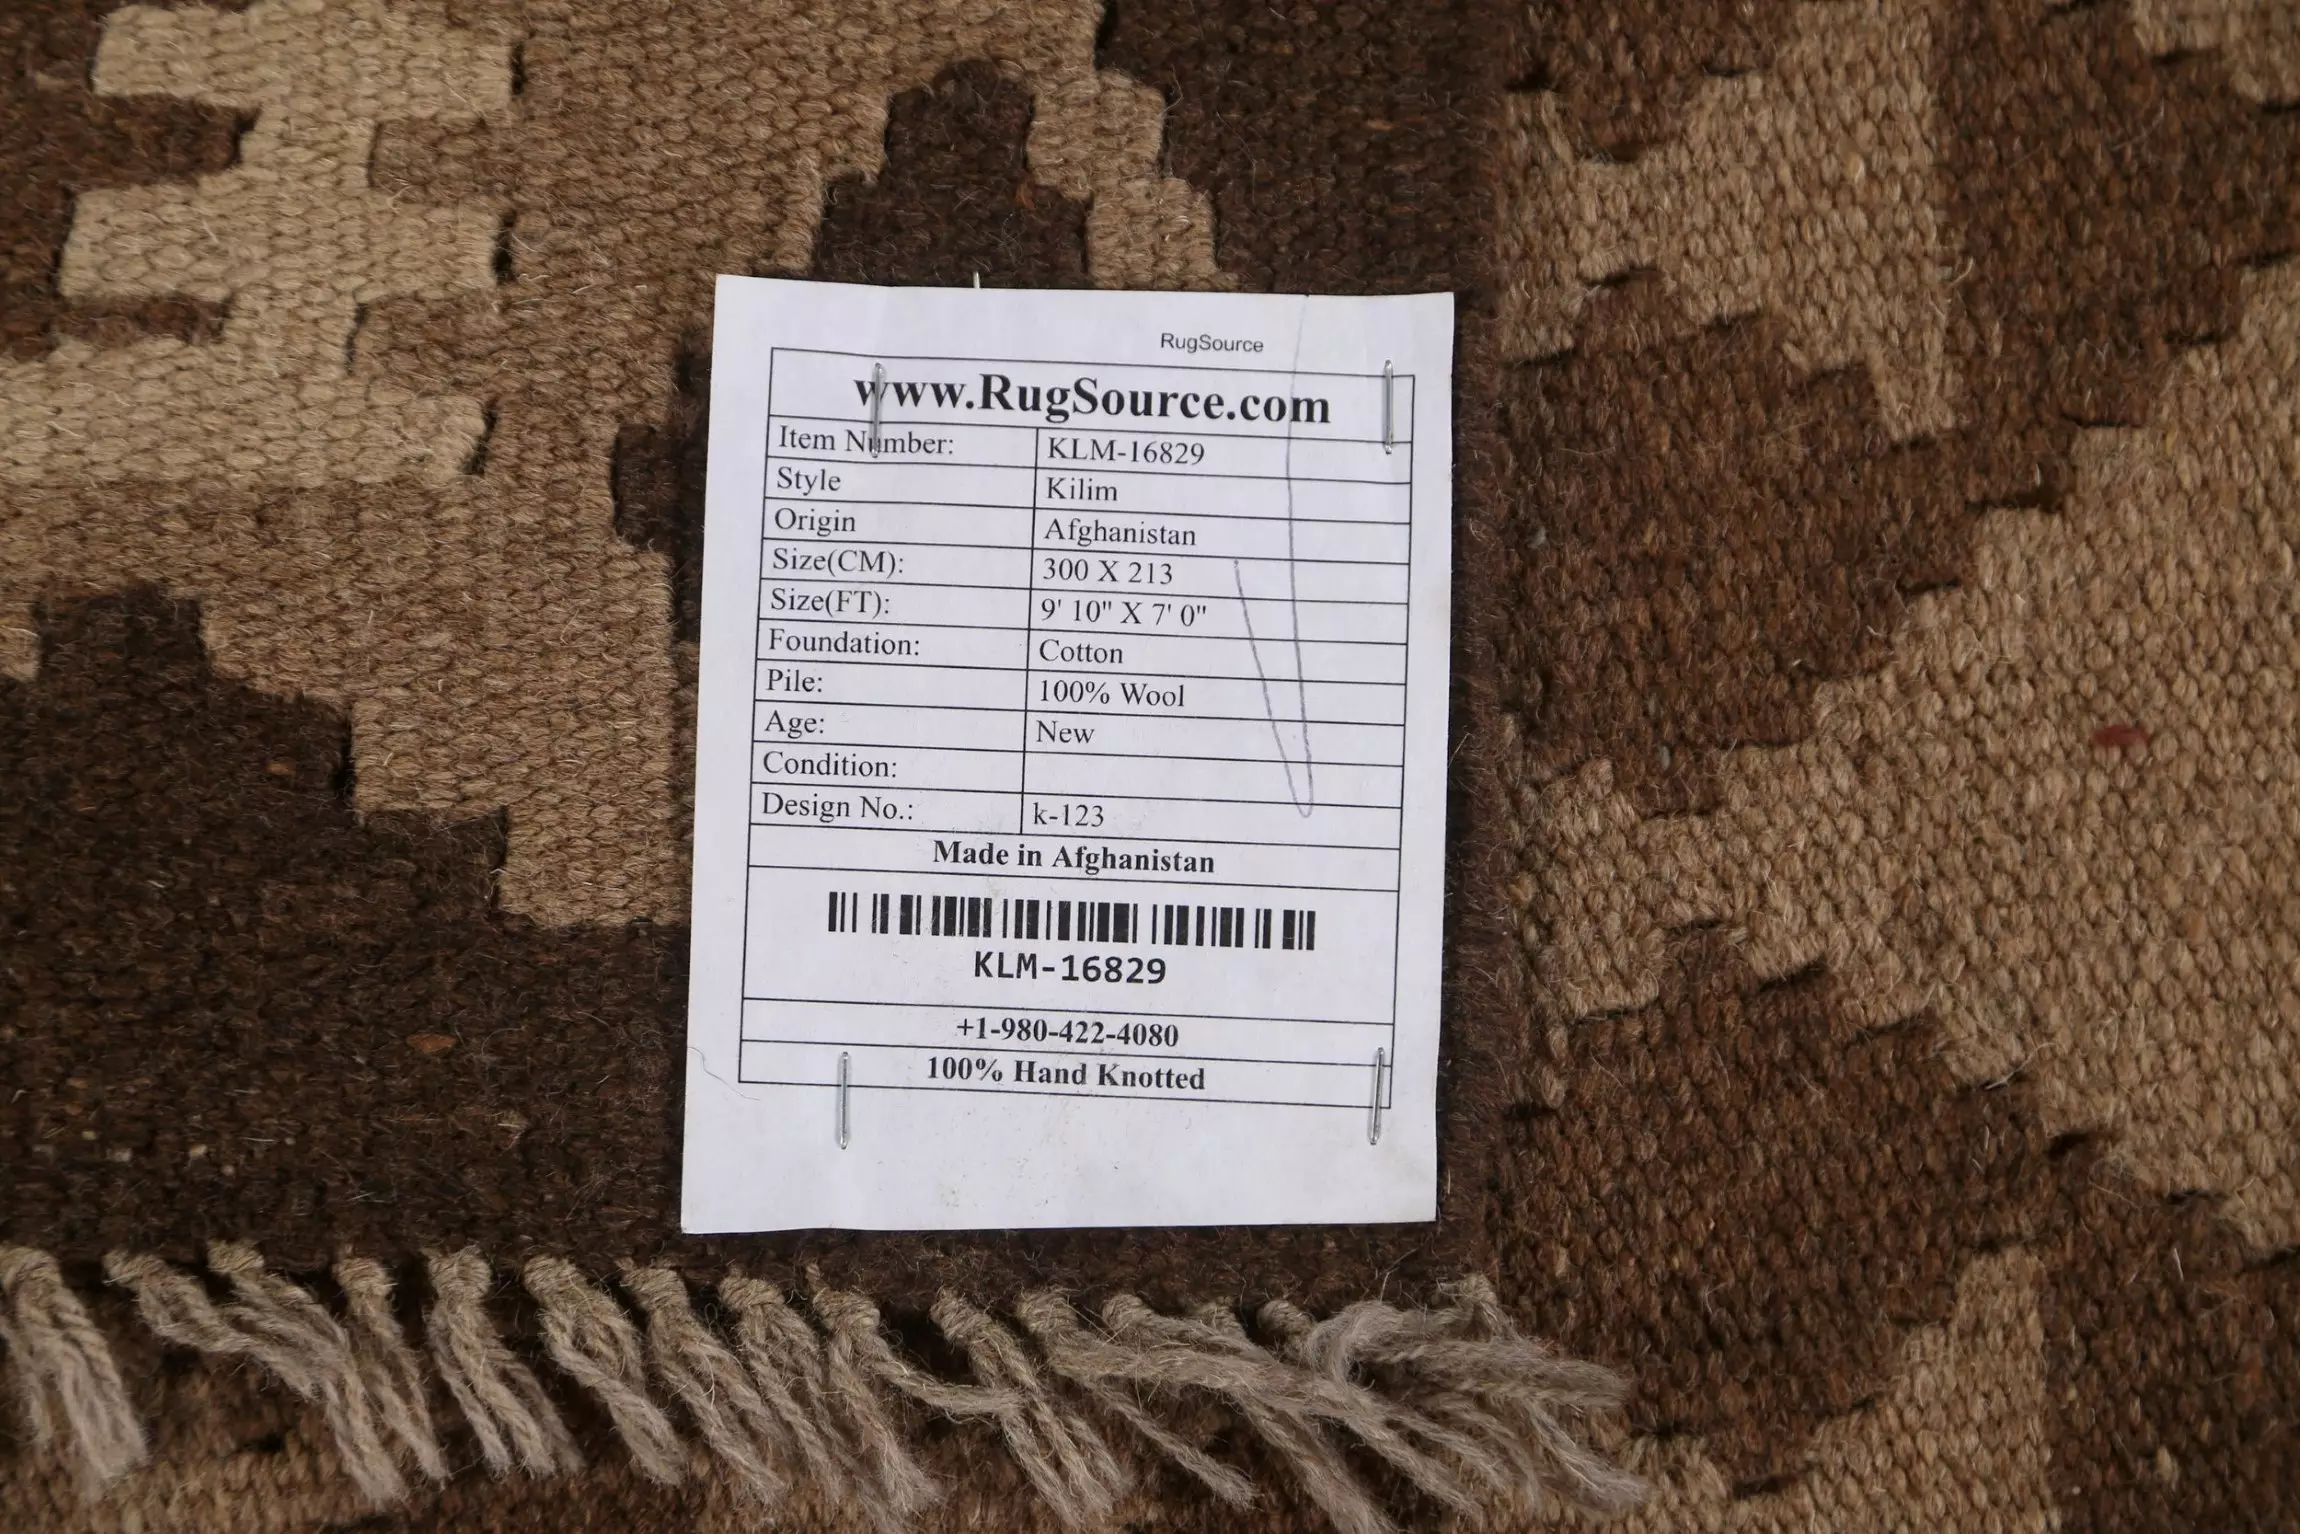 RugSource
www.RugSource.com
Item Number: KLM-16829
Style Kilim
Origin Afghanistan
Size(CM): 300 X 213
Size(FT): 9' 10" X 7' 0"
Foundation: Cotton
Pile: 100% Wool
Age: New
Condition:
Design No.: k-123
Made in Afghanistan
KLM-16829
+1-980-422-4080
100% Hand Knotted